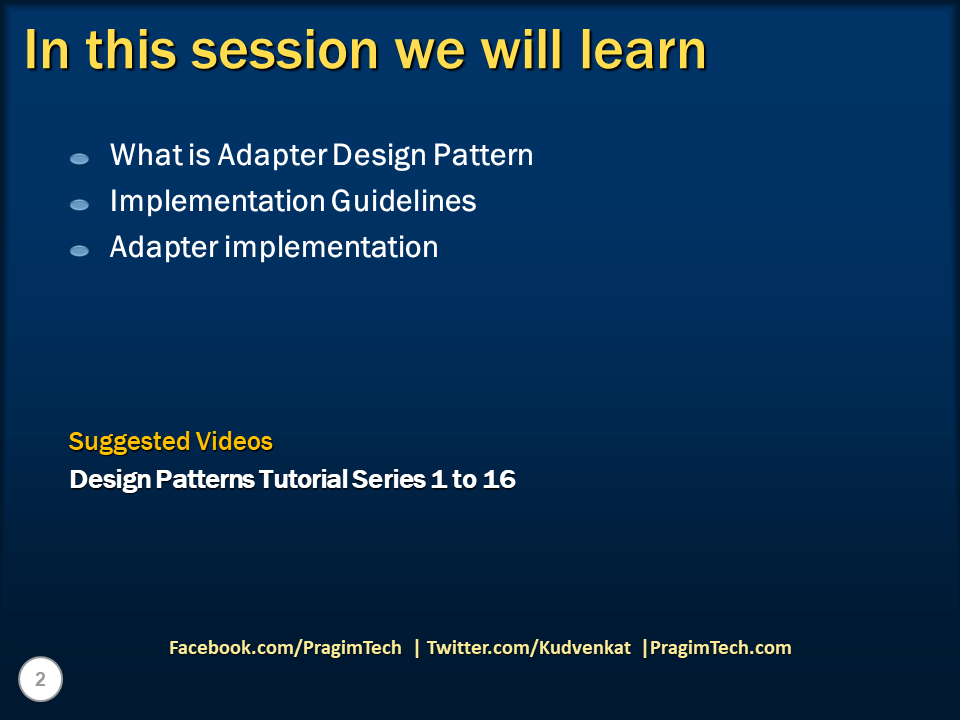 In this session we will learn
What is Adapter Design Pattern
Implementation Guidelines
Adapter implementation
Suggested Videos
Design Patterns Tutorial Series 1 to 16
Facebook.com/PragimTech | Twitter.com/Kudvenkat |PragimTech.com
2